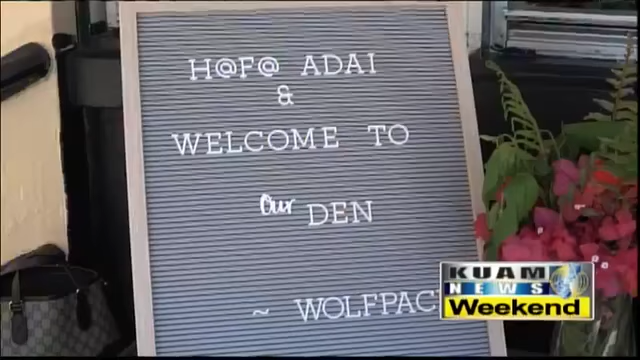 H@F@ ADAI
&
WELCOME TO
Our DEN
~ WOLFPAC
KUAM
NEWS
Weekend